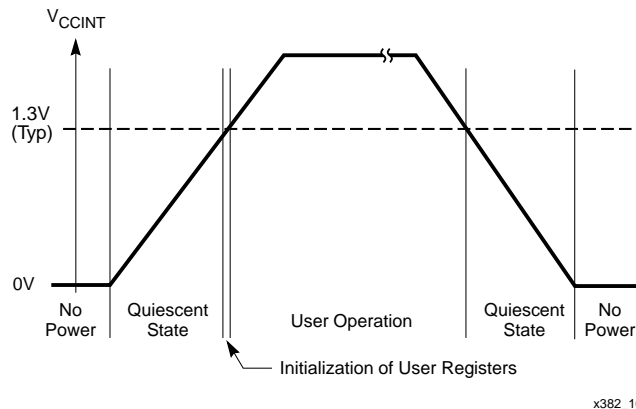 VCCINT
1.3V
(Typ)
0V
No
Power
Quiescent
State
User Operation
Quiescent
State
No
Power
Initialization of User Registers